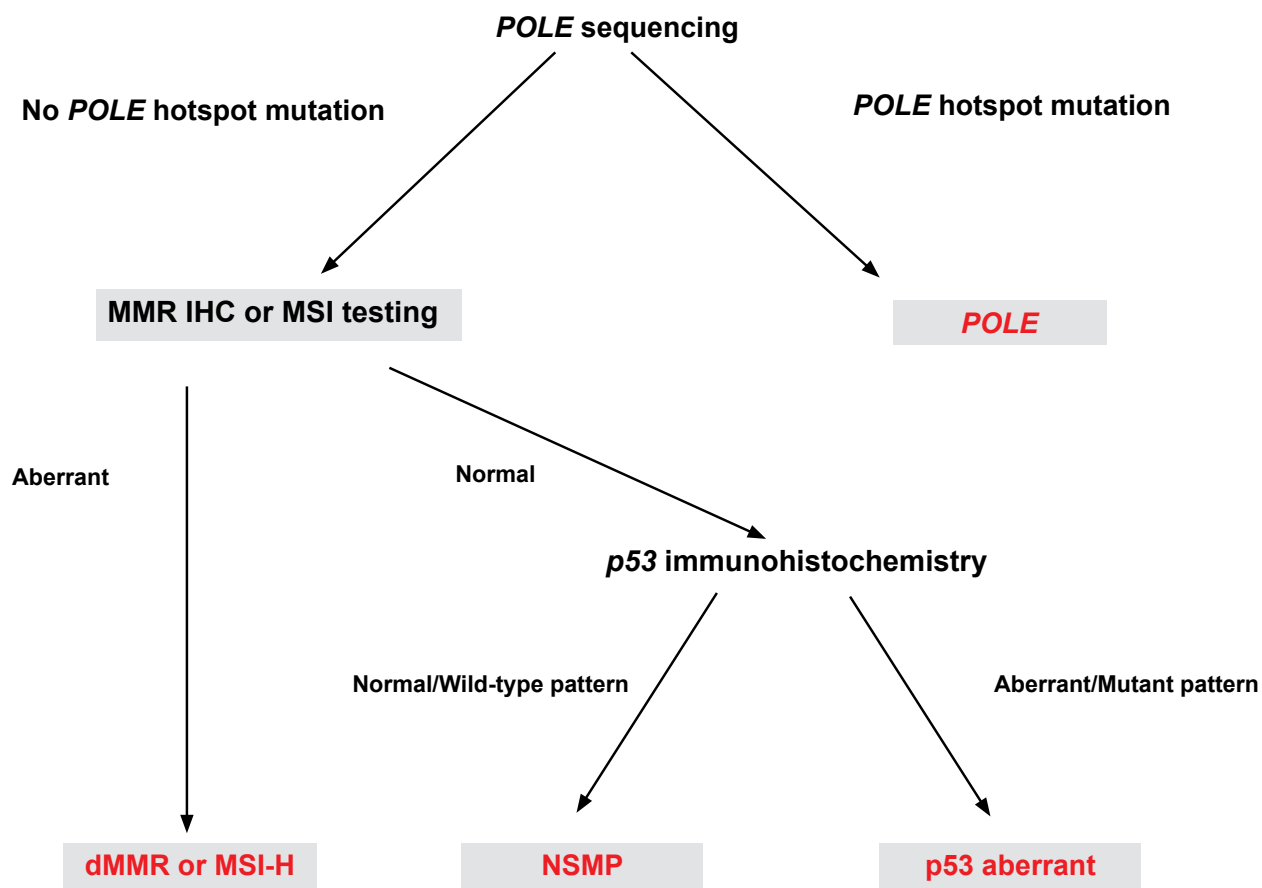 POLE sequencing
No POLE hotspot mutation
POLE hotspot mutation
MMR IHC or MSI testing
POLE
Aberrant
Normal
p53 immunohistochemistry
Normal/Wild-type pattern
Aberrant/Mutant pattern
dMMR or MSI-H
NSMP
p53 aberrant